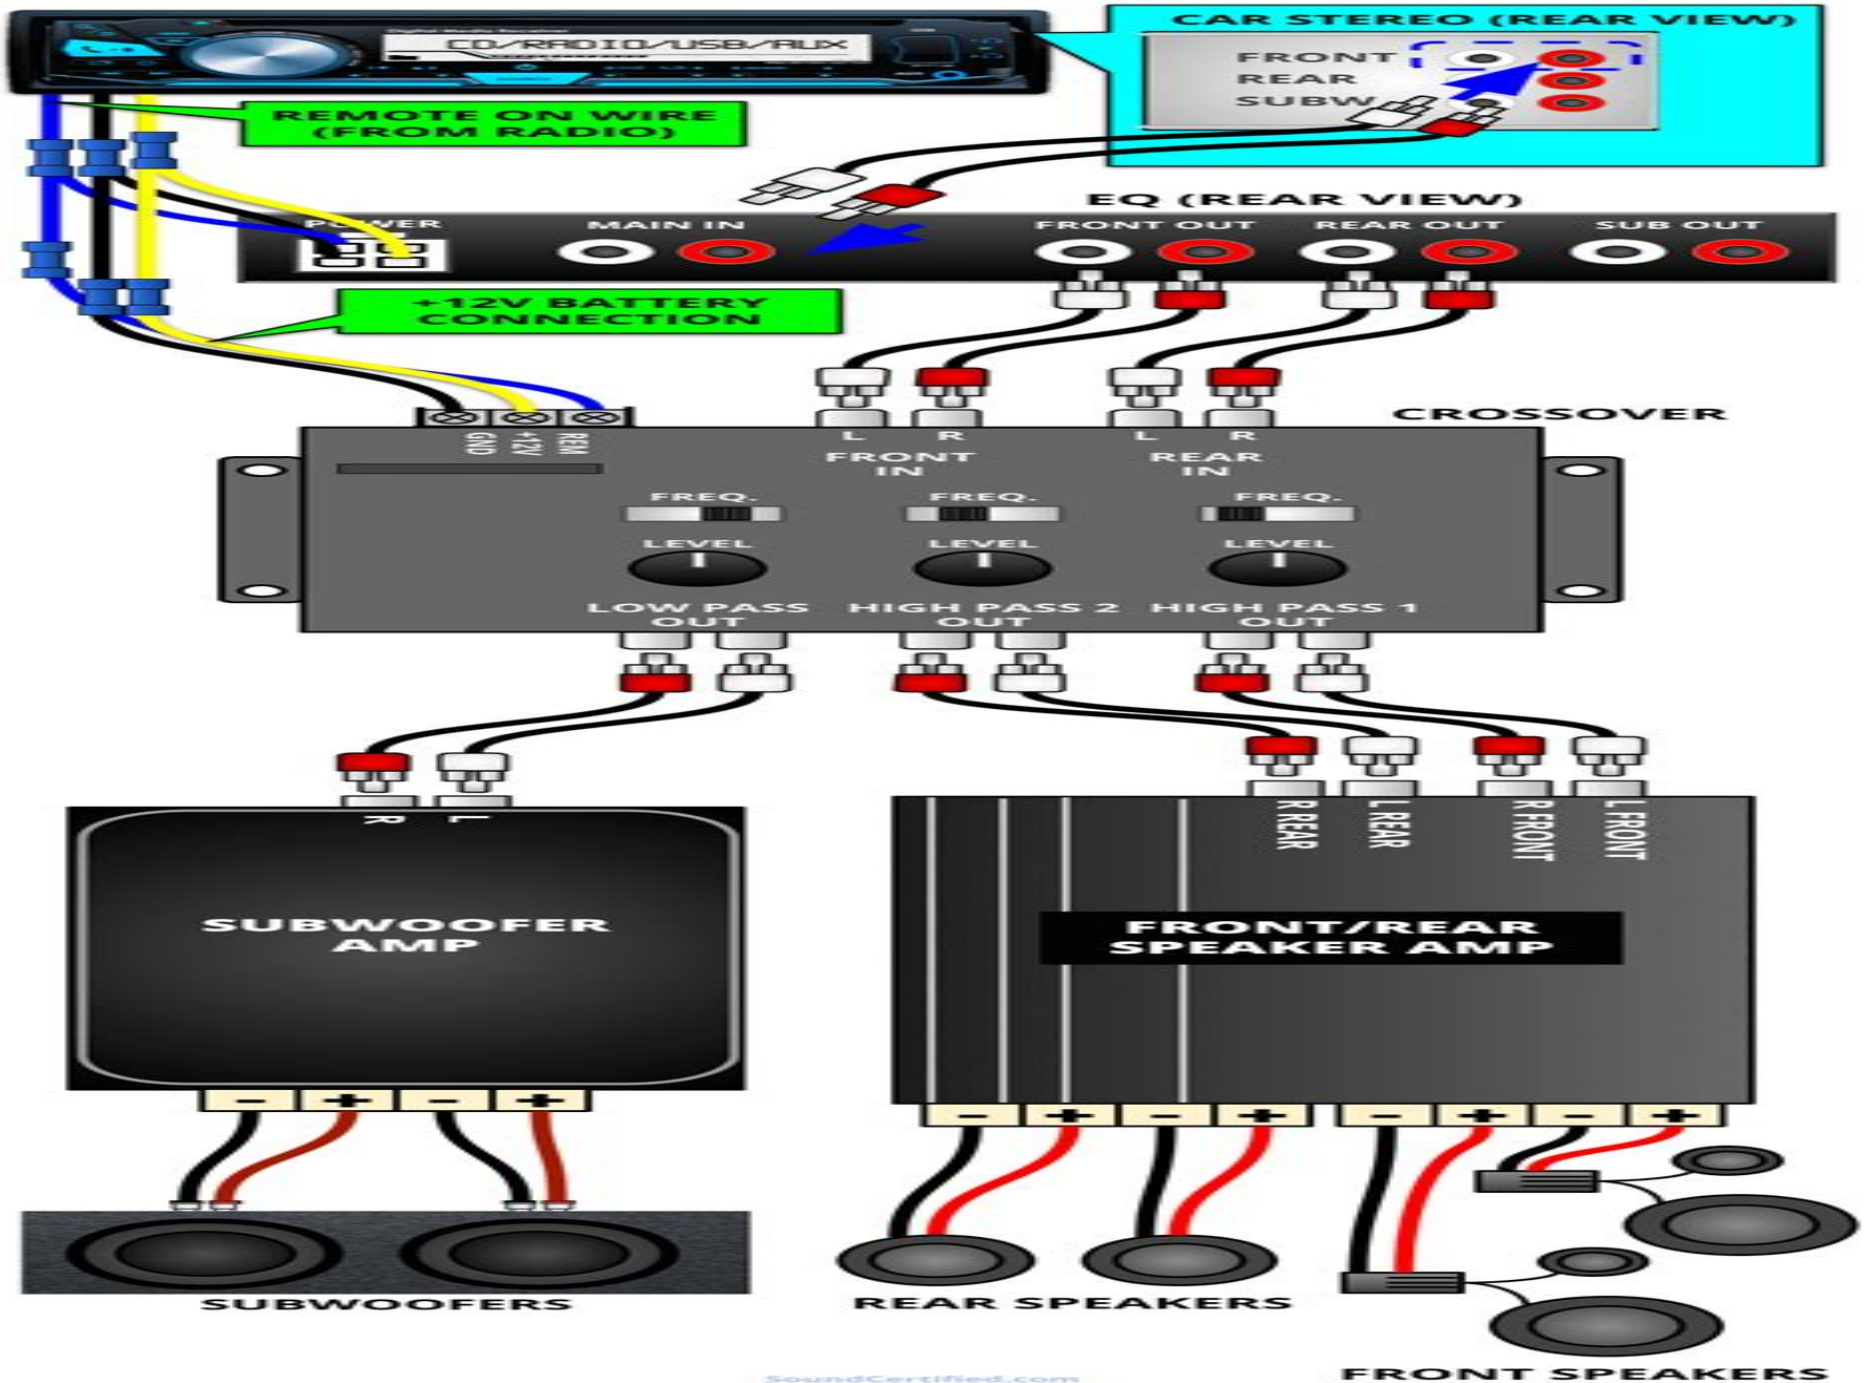 CD/RADIO/USB/AUX
CAR STEREO (REAR VIEW)
FRONT
REAR
SUBW
REMOTE ON WIRE
(FROM RADIO)
EQ (REAR VIEW)
POWER
MAIN IN
FRONT OUT
REAR OUT
SUB OUT
+12V BATTERY
CONNECTION
CROSSOVER
GND
+12V
REM
L
R
L
R
FRONT
IN
REAR
IN
FREQ.
FREQ.
FREQ.
LEVEL
LEVEL
LEVEL
LOW PASS
OUT
HIGH PASS 2
OUT
HIGH PASS 1
OUT
R
L
R REAR
L REAR
R FRONT
L FRONT
SUBWOOFER
AMP
FRONT/REAR
SPEAKER AMP
- + - +
- + - + - + - +
SUBWOOFERS
REAR SPEAKERS
FRONT SPEAKERS
SoundCertified.com